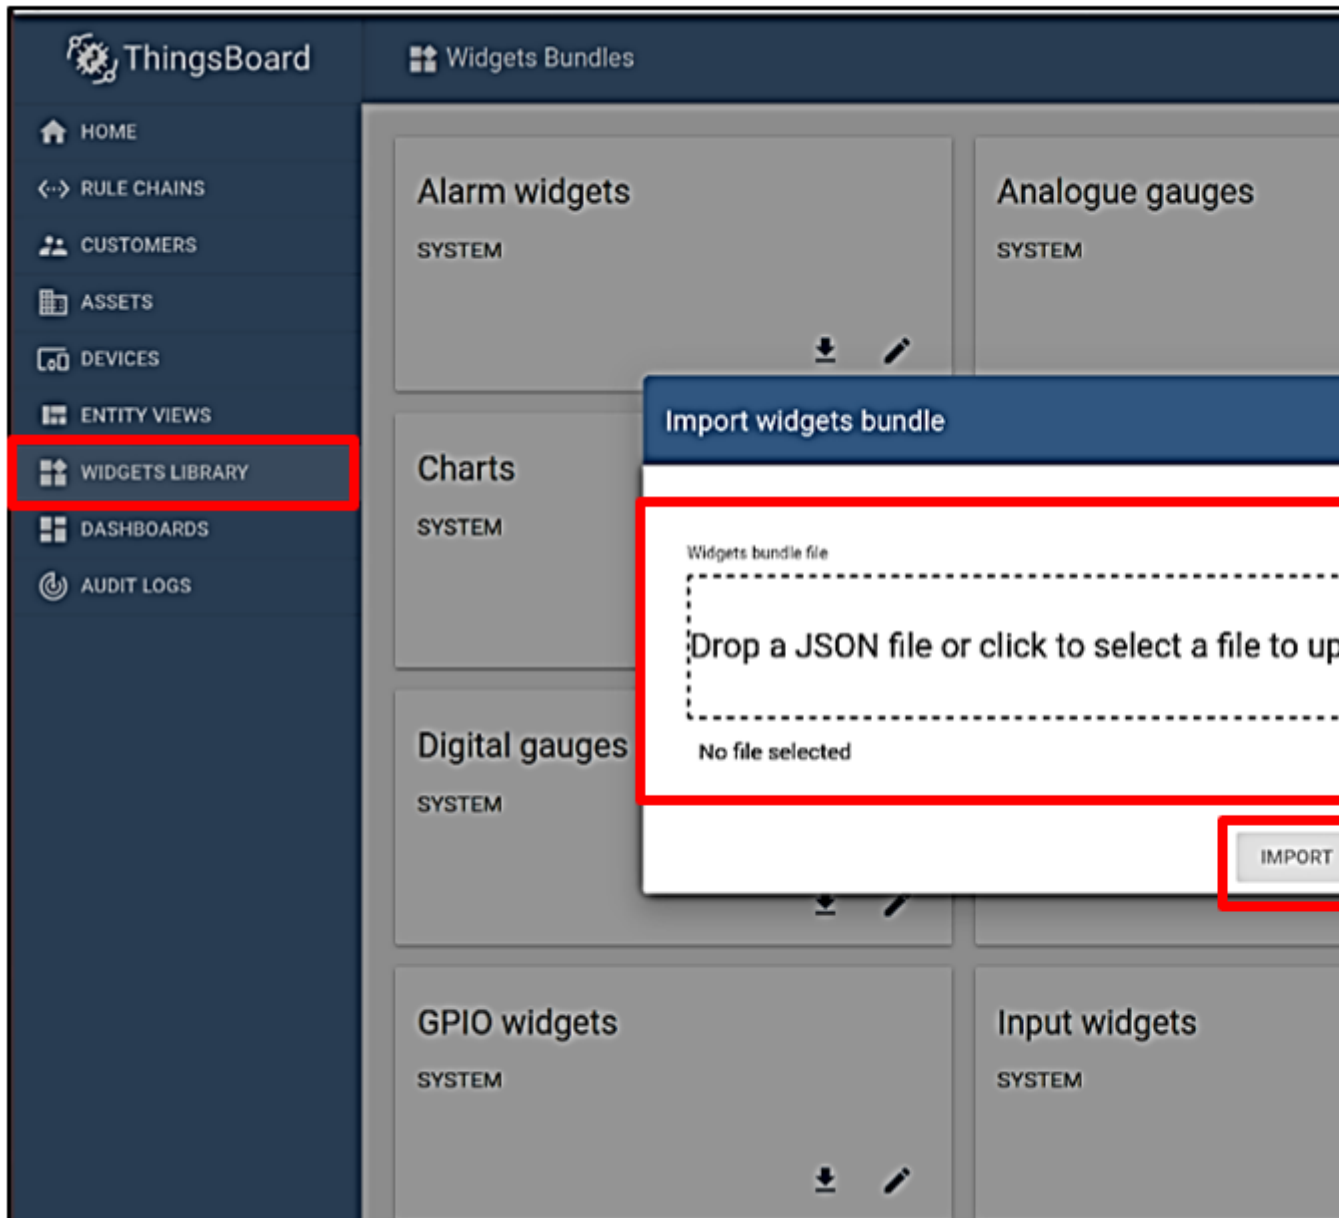 ThingsBoard
Widgets Bundles
HOME
RULE CHAINS
CUSTOMERS
ASSETS
DEVICES
ENTITY VIEWS
WIDGETS LIBRARY
DASHBOARDS
AUDIT LOGS
Alarm widgets
SYSTEM
Analogue gauges
SYSTEM
Charts
SYSTEM
Digital gauges
SYSTEM
Import widgets bundle
Widgets bundle file
Drop a JSON file or click to select a file to up
No file selected
IMPORT
GPIO widgets
SYSTEM
Input widgets
SYSTEM